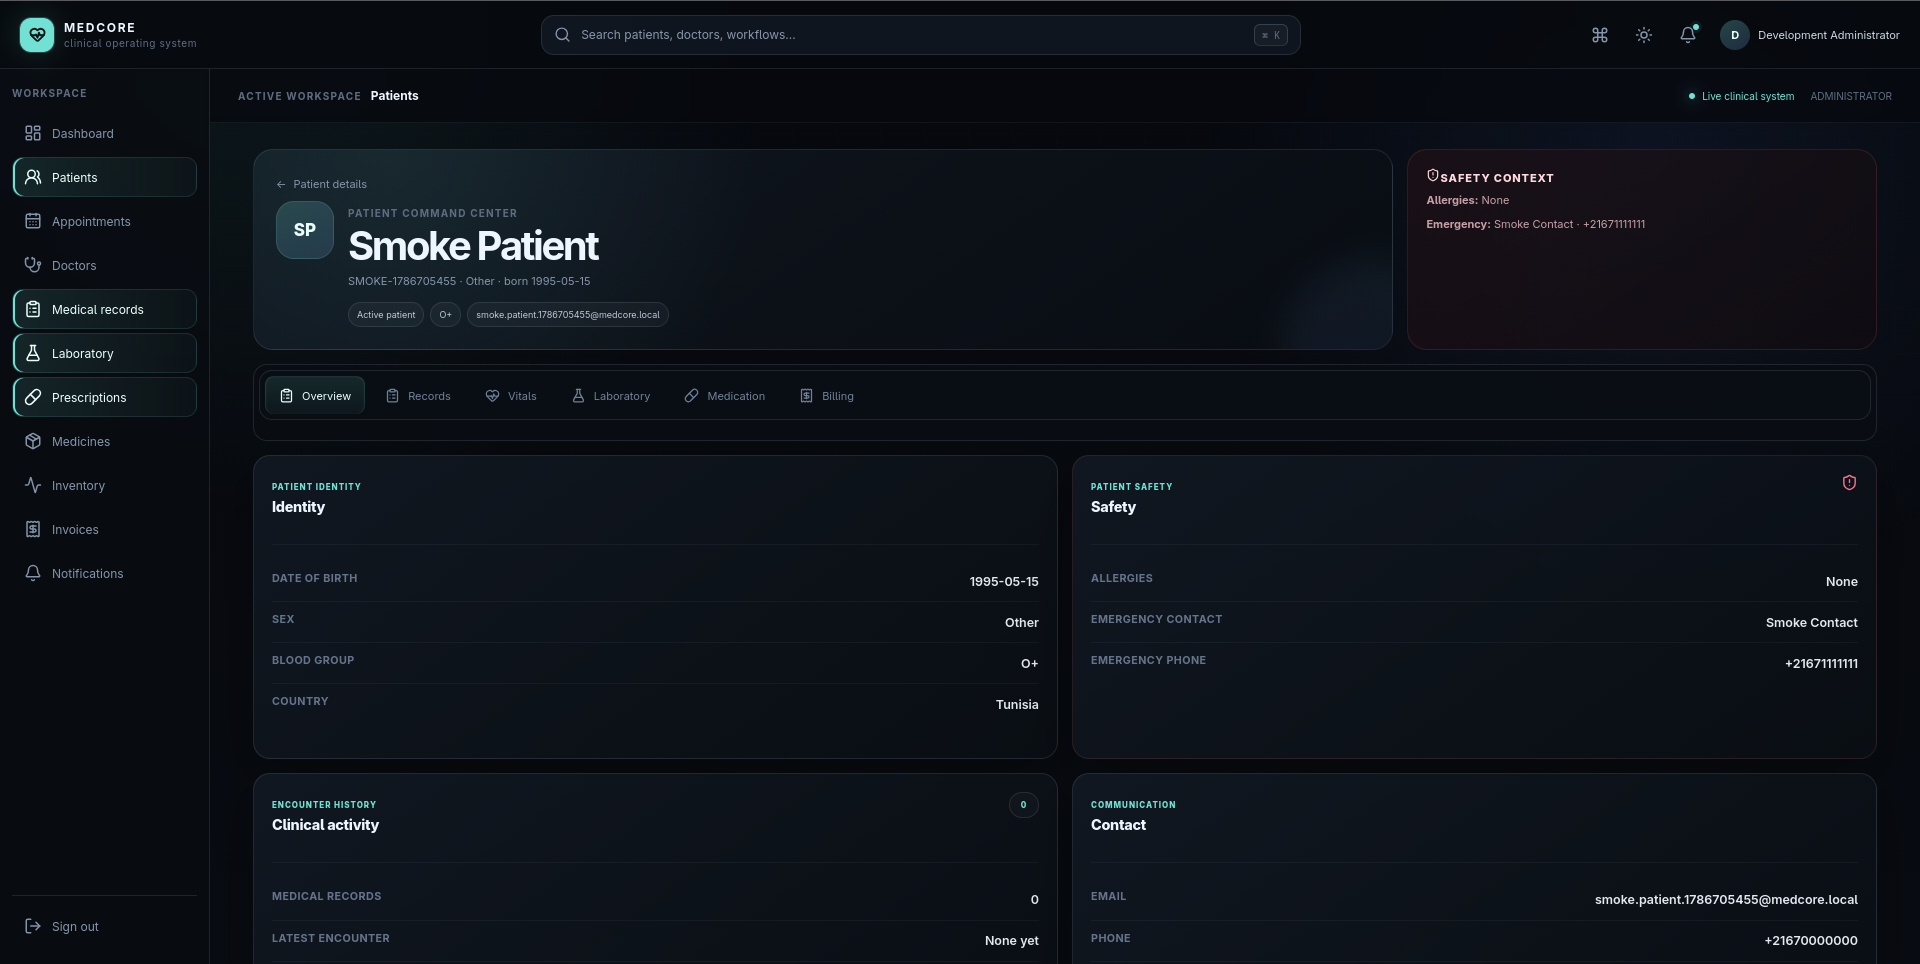 MEDCORE
clinical operating system
Search patients, doctors, workflows...
⌘ K
D
Development Administrator
WORKSPACE
Dashboard
Patients
Appointments
Doctors
Medical records
Laboratory
Prescriptions
Medicines
Inventory
Invoices
Notifications
Sign out
ACTIVE WORKSPACE Patients
Live clinical system
ADMINISTRATOR
← Patient details
SP
PATIENT COMMAND CENTER
Smoke Patient
SMOKE-1786705455 · Other · born 1995-05-15
Active patient
O+
smoke.patient.1786705455@medcore.local
SAFETY CONTEXT
Allergies: None
Emergency: Smoke Contact · +21671111111
Overview
Records
Vitals
Laboratory
Medication
Billing
PATIENT IDENTITY
Identity
DATE OF BIRTH 1995-05-15
SEX Other
BLOOD GROUP O+
COUNTRY Tunisia
PATIENT SAFETY
Safety
ALLERGIES None
EMERGENCY CONTACT Smoke Contact
EMERGENCY PHONE +21671111111
ENCOUNTER HISTORY
Clinical activity
0
MEDICAL RECORDS 0
LATEST ENCOUNTER None yet
COMMUNICATION
Contact
EMAIL smoke.patient.1786705455@medcore.local
PHONE +21670000000